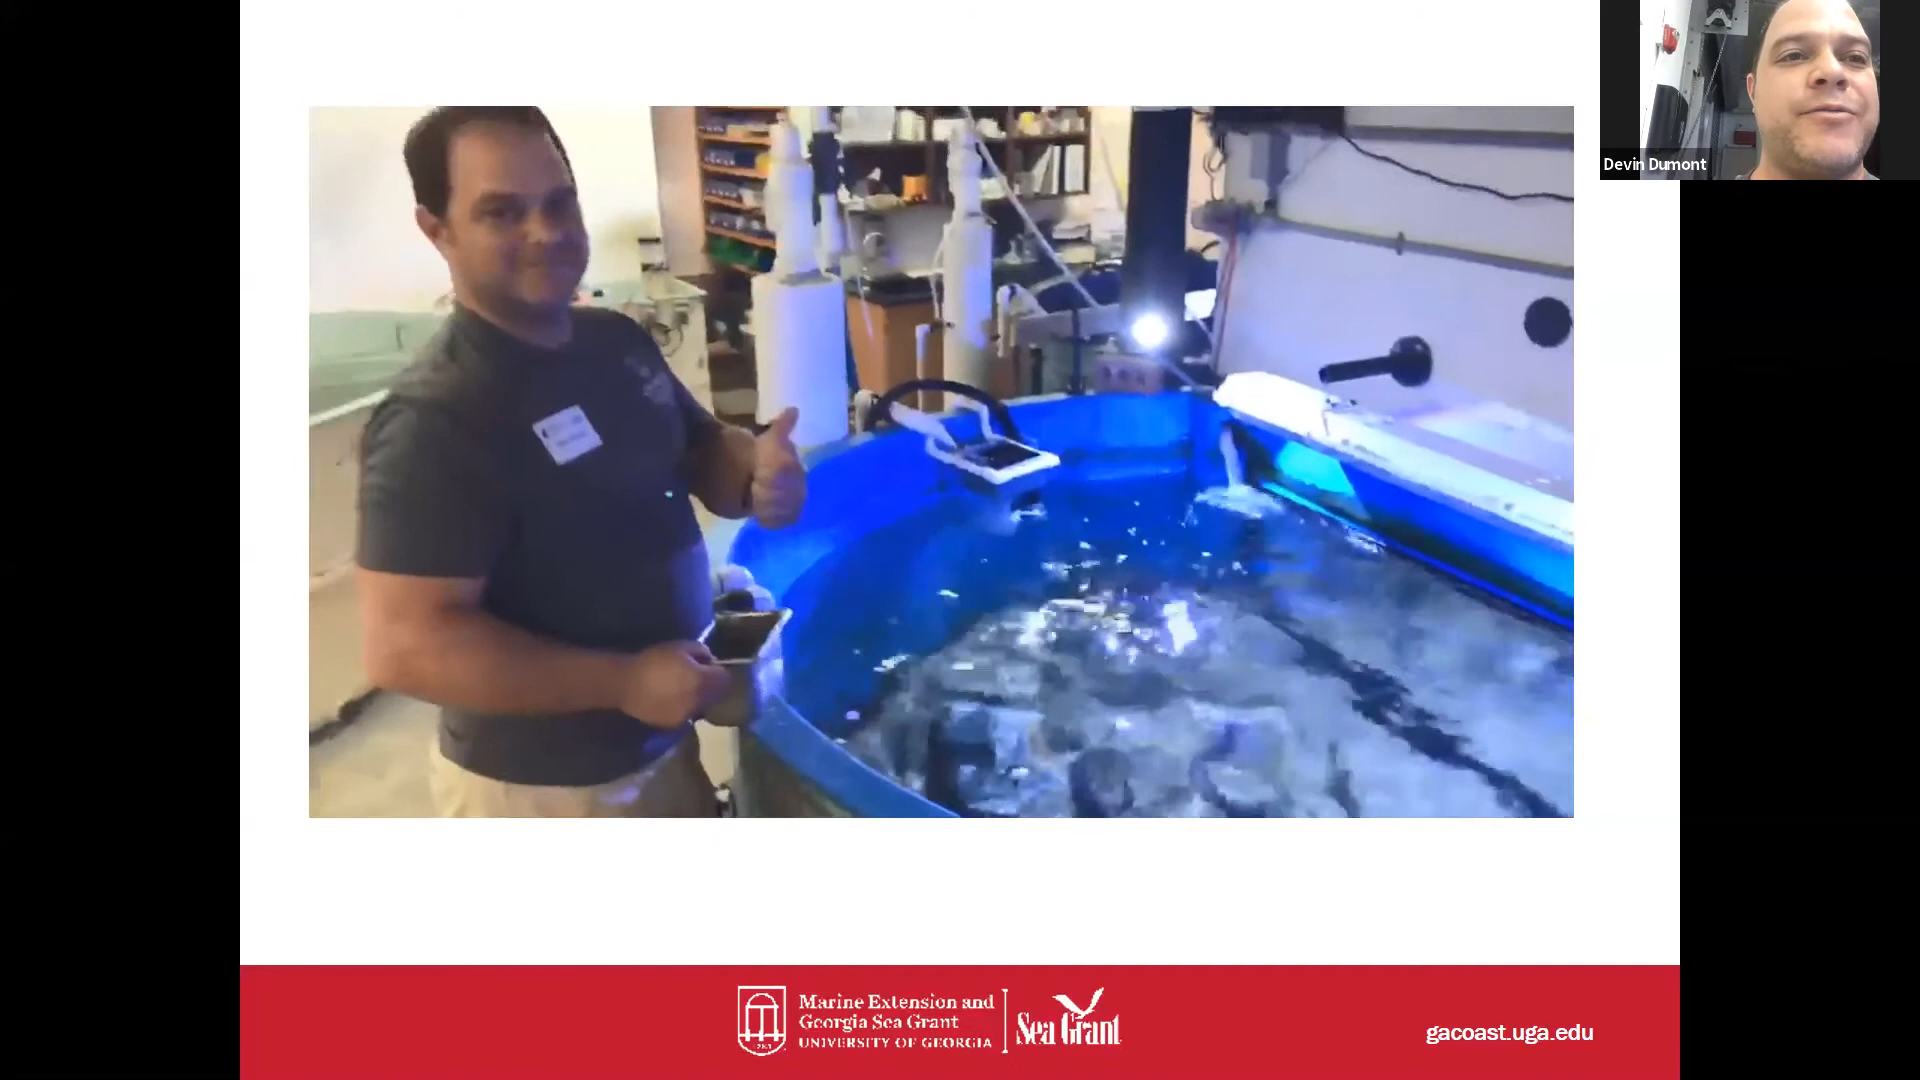 Devin Dumont
Marine Extension and
Georgia Sea Grant
UNIVERSITY OF GEORGIA
Sea Grant
gacoast.uga.edu